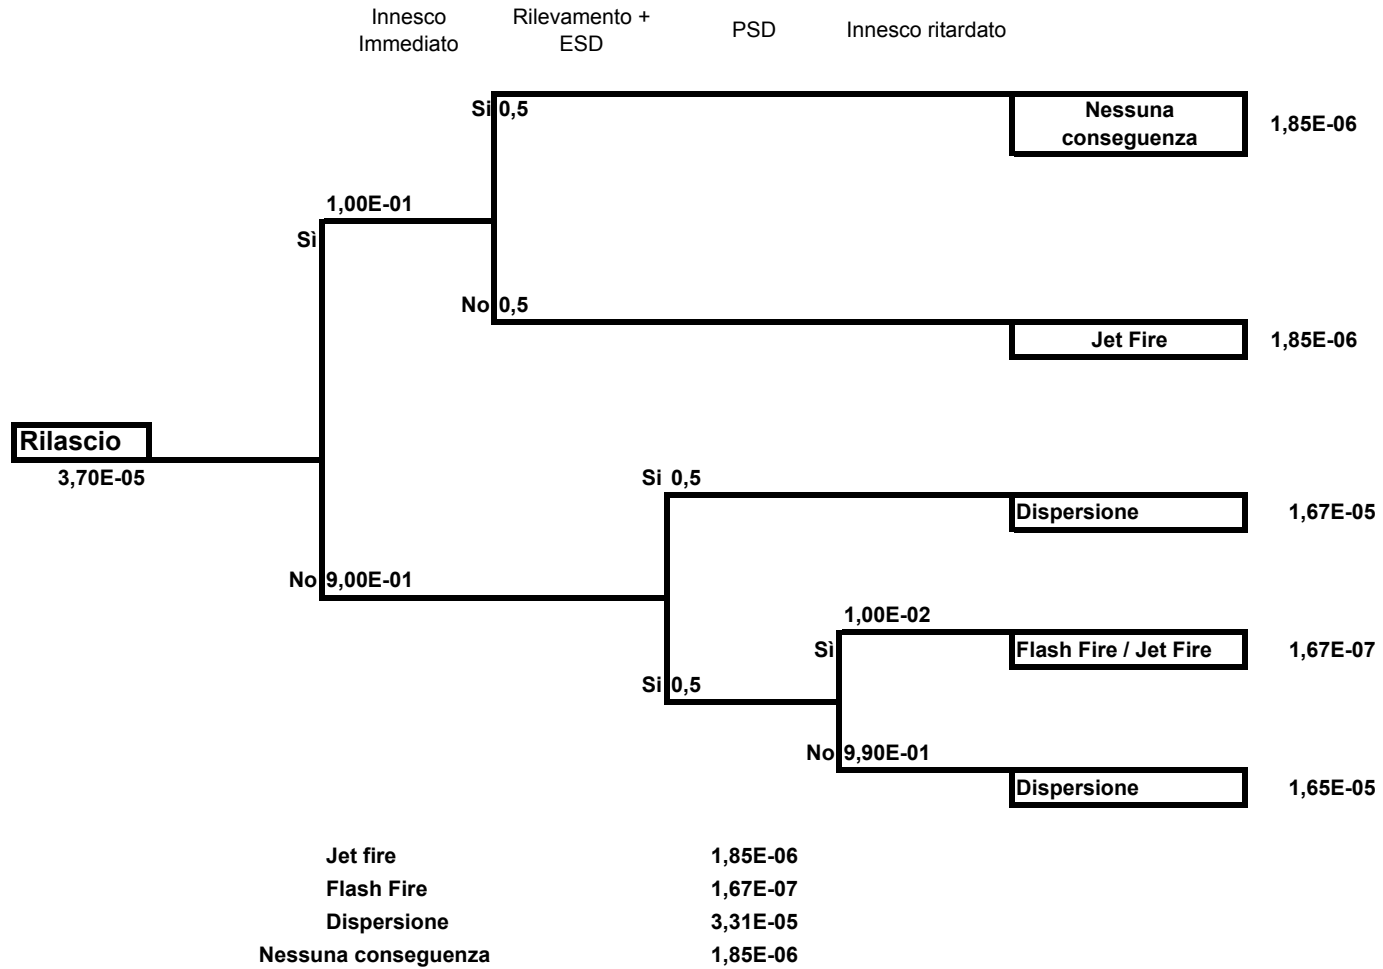 Innesco
Immediato
Rilevamento +
ESD
PSD
Innesco ritardato
Si 0,5
Nessuna
conseguenza
1,85E-06
1,00E-01
Sì
No 0,5
Jet Fire
1,85E-06
Rilascio
3,70E-05
Si 0,5
Dispersione
1,67E-05
No 9,00E-01
1,00E-02
Sì
Flash Fire / Jet Fire
1,67E-07
Si 0,5
No 9,90E-01
Dispersione
1,65E-05
Jet fire 1,85E-06
Flash Fire 1,67E-07
Dispersione 3,31E-05
Nessuna conseguenza 1,85E-06